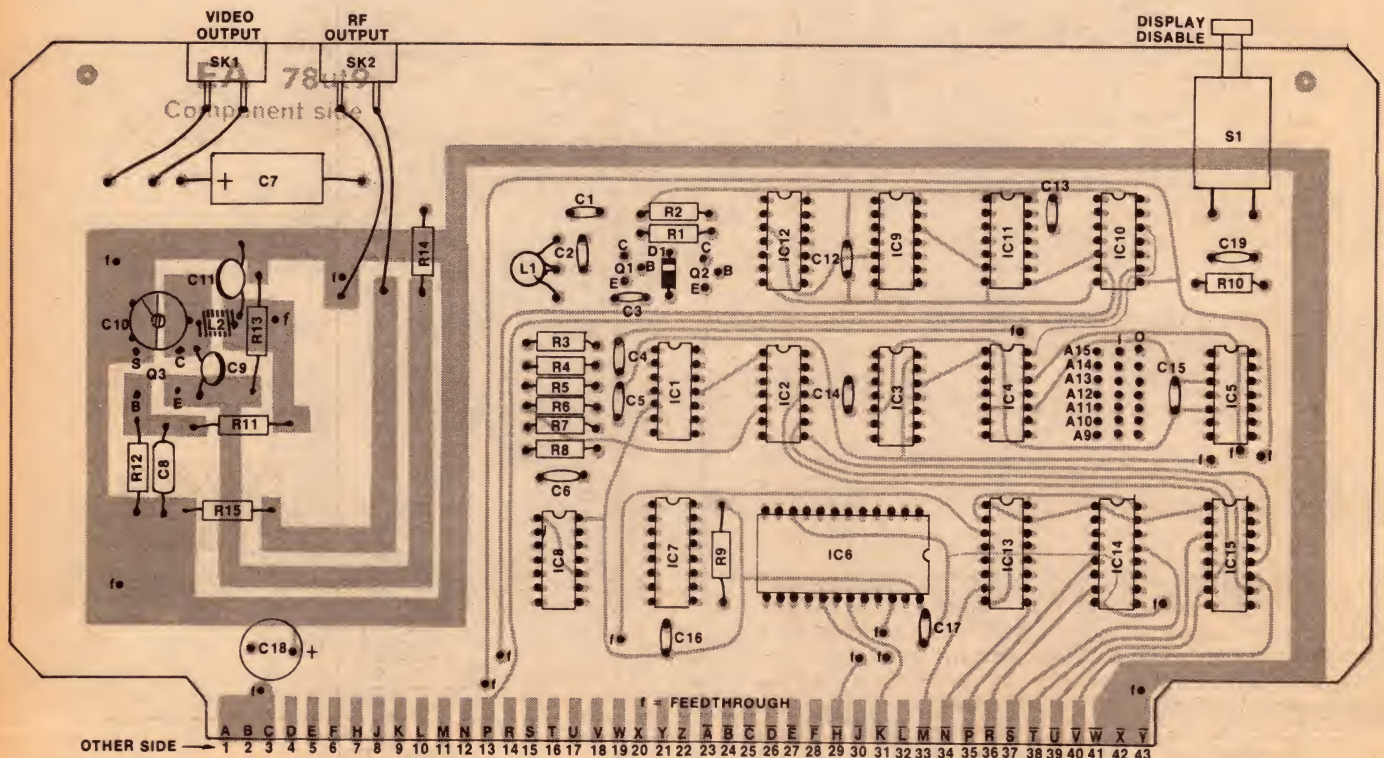 VIDEO OUTPUT
RF OUTPUT
DISPLAY DISABLE
SK1
SK2
EA 78ut9
Component side
S1
C7
C1
R2
C13
R1
C2
D1
C
C
R14
L1
Q1
B
Q2
B
IC12
C12
IC9
IC11
IC10
C19
E
E
R10
C3
f
f
C11
C10
L2
R13
f
S
C
Q3
C9
R3
C4
f
I O
R4
A15
A14
C15
R5
C5
IC1
IC2
C14
IC3
IC4
A13
IC5
R6
A12
B
E
R7
A11
R11
A10
R8
A9
f
f
f
R12
C8
C6
R15
IC8
IC7
R9
IC6
IC13
IC14
IC15
f
f
C18 +
f
C16
f
C17
f
f
f
f
f
f
f = FEEDTHROUGH
A B C D E F H J K L M N P R S T U V W X Y Z A̅ B̅ C̅ D̅ E̅ F̅ H̅ J̅ K̅ L̅ M̅ N̅ P̅ R̅ S̅ T̅ U̅ V̅ W̅ X̅ Y̅
OTHER SIDE → 1 2 3 4 5 6 7 8 9 10 11 12 13 14 15 16 17 18 19 20 21 22 23 24 25 26 27 28 29 30 31 32 33 34 35 36 37 38 39 40 41 42 43